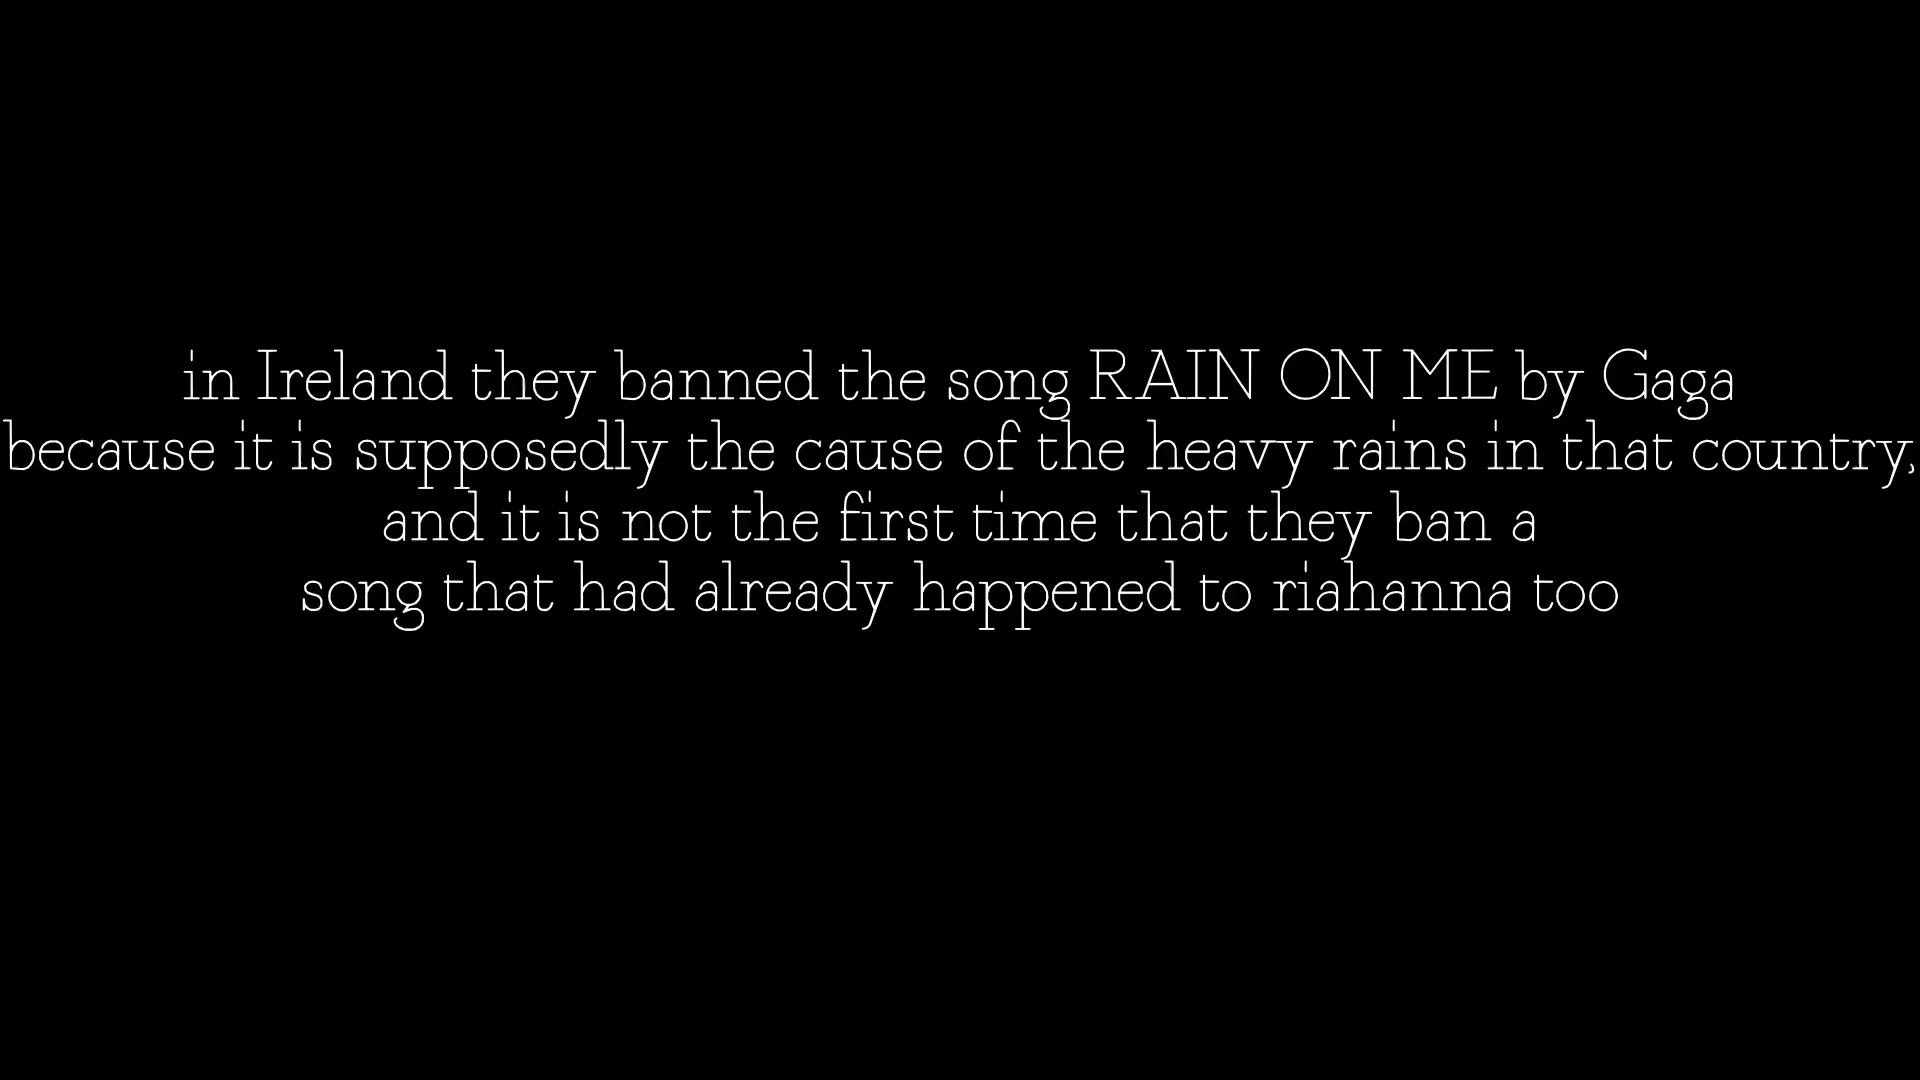 in Ireland they banned the song RAIN ON ME by Gaga
because it is supposedly the cause of the heavy rains in that country,
and it is not the first time that they ban a
song that had already happened to riahanna too